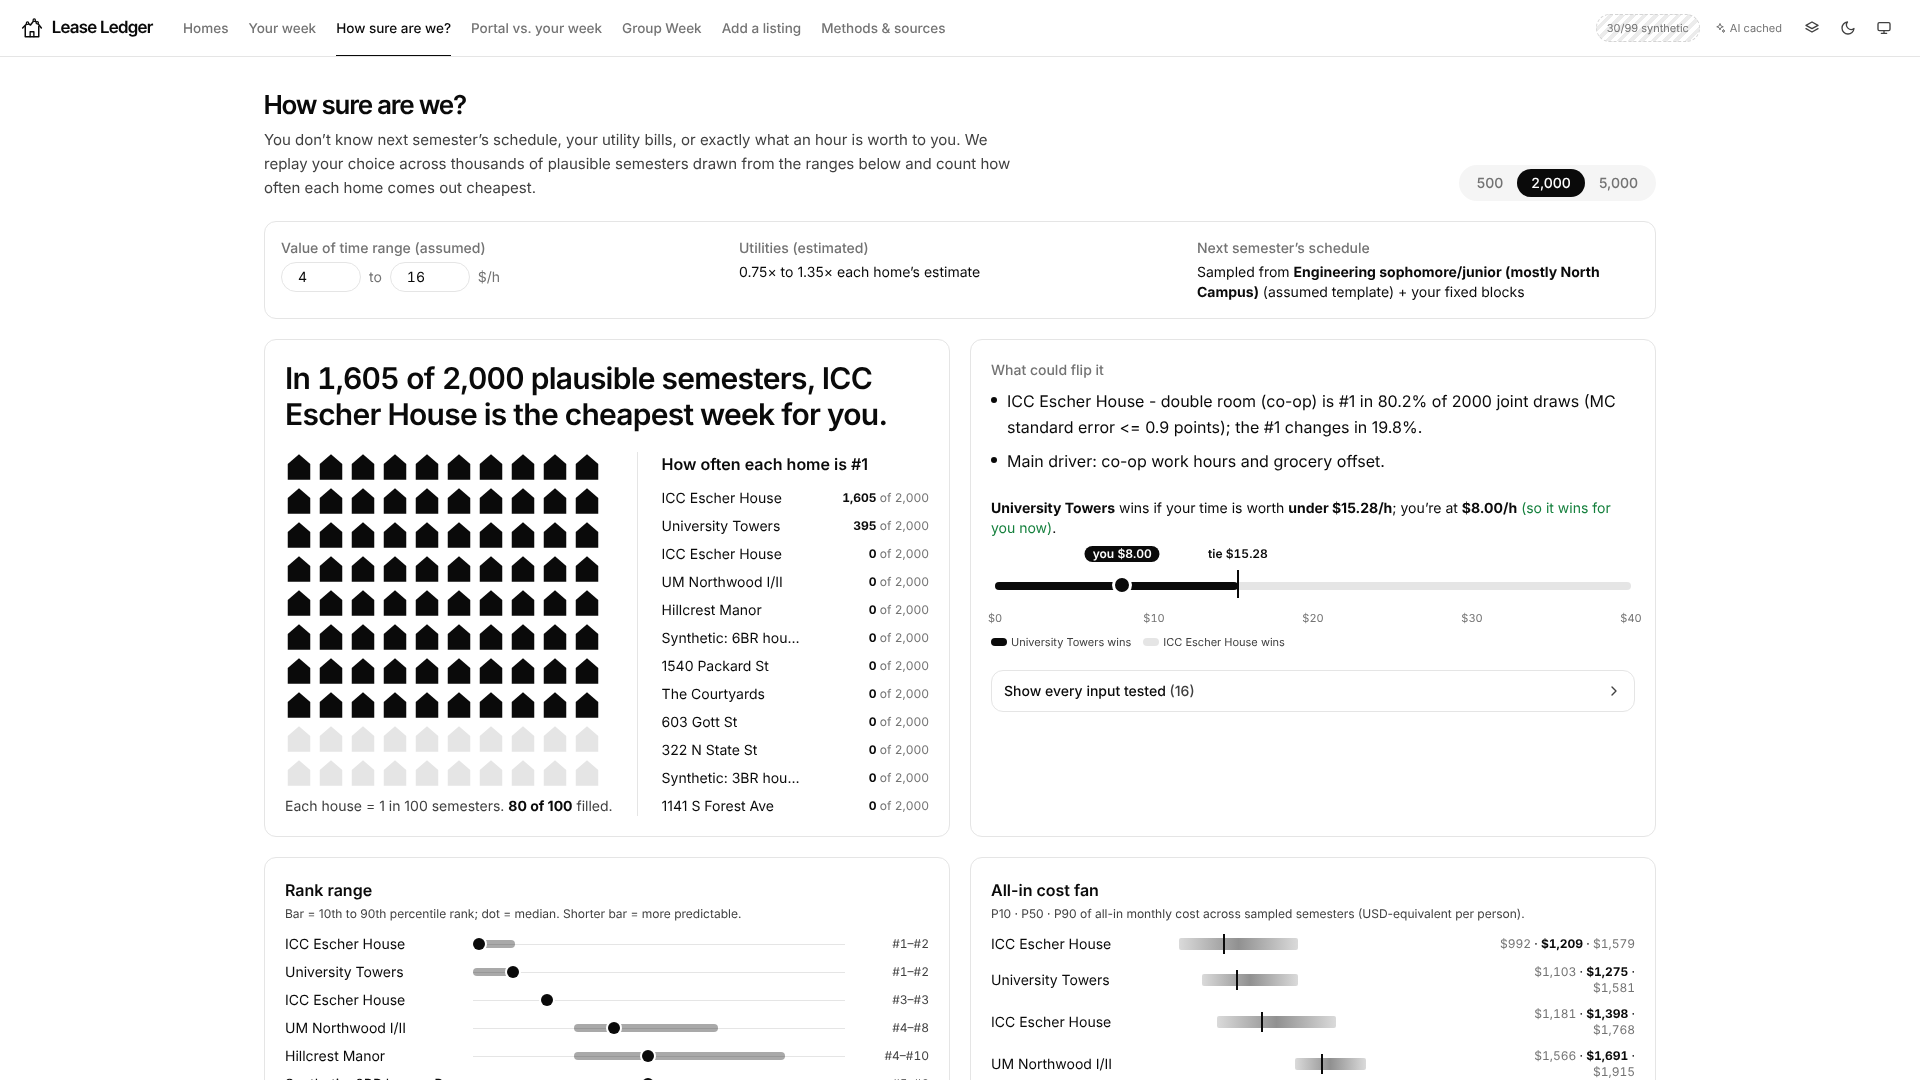 Lease Ledger
Homes
Your week
How sure are we?
Portal vs. your week
Group Week
Add a listing
Methods & sources
30/99 synthetic
AI cached
How sure are we?
You don’t know next semester’s schedule, your utility bills, or exactly what an hour is worth to you. We
replay your choice across thousands of plausible semesters drawn from the ranges below and count how
often each home comes out cheapest.
500
2,000
5,000
Value of time range (assumed)
4 to 16 $/h
Utilities (estimated)
0.75× to 1.35× each home’s estimate
Next semester’s schedule
Sampled from Engineering sophomore/junior (mostly North
Campus) (assumed template) + your fixed blocks
In 1,605 of 2,000 plausible semesters, ICC
Escher House is the cheapest week for you.
Each house = 1 in 100 semesters. 80 of 100 filled.
How often each home is #1
ICC Escher House 1,605 of 2,000
University Towers 395 of 2,000
ICC Escher House 0 of 2,000
UM Northwood I/II 0 of 2,000
Hillcrest Manor 0 of 2,000
Synthetic: 6BR hou... 0 of 2,000
1540 Packard St 0 of 2,000
The Courtyards 0 of 2,000
603 Gott St 0 of 2,000
322 N State St 0 of 2,000
Synthetic: 3BR hou... 0 of 2,000
1141 S Forest Ave 0 of 2,000
What could flip it
• ICC Escher House - double room (co-op) is #1 in 80.2% of 2000 joint draws (MC
standard error <= 0.9 points); the #1 changes in 19.8%.
• Main driver: co-op work hours and grocery offset.
University Towers wins if your time is worth under $15.28/h; you’re at $8.00/h (so it wins for
you now).
you $8.00
tie $15.28
$0 $10 $20 $30 $40
University Towers wins
ICC Escher House wins
Show every input tested (16)
Rank range
Bar = 10th to 90th percentile rank; dot = median. Shorter bar = more predictable.
ICC Escher House #1–#2
University Towers #1–#2
ICC Escher House #3–#3
UM Northwood I/II #4–#8
Hillcrest Manor #4–#10
All-in cost fan
P10 · P50 · P90 of all-in monthly cost across sampled semesters (USD-equivalent per person).
ICC Escher House $992 · $1,209 · $1,579
University Towers $1,103 · $1,275 ·
$1,581
ICC Escher House $1,181 · $1,398 ·
$1,768
UM Northwood I/II $1,566 · $1,691 ·
$1,915